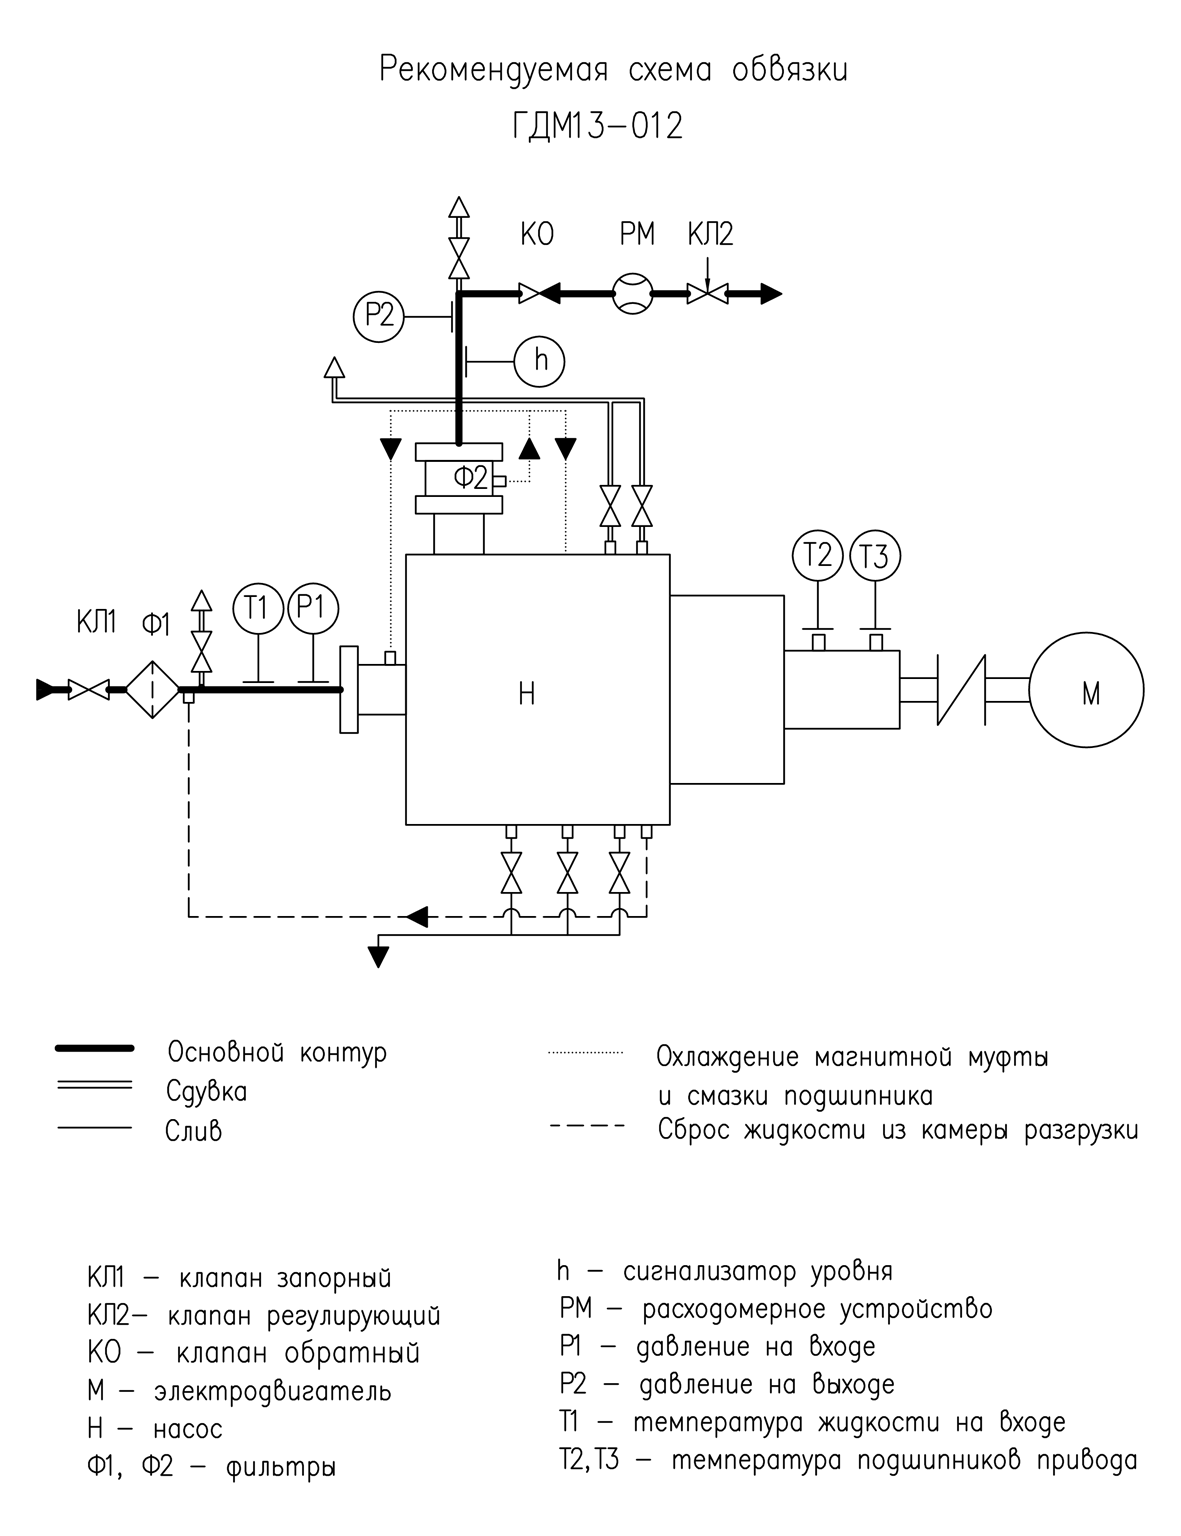 Рекомендуемая схема обвязки
ГДМ13-012
КО РМ КЛ2
Р2
h
Ф2
Т2 Т3
КЛ1 Ф1 Т1 Р1
Н
М
Основной контур
Сдувка
Слив
Охлаждение магнитной муфты
и смазки подшипника
Сброс жидкости из камеры разгрузки
КЛ1 – клапан запорный
КЛ2– клапан регулирующий
КО – клапан обратный
М – электродвигатель
Н – насос
Ф1, Ф2 – фильтры
h – сигнализатор уровня
РМ – расходомерное устройство
Р1 – давление на входе
Р2 – давление на выходе
Т1 – температура жидкости на входе
Т2,Т3 – температура подшипников привода